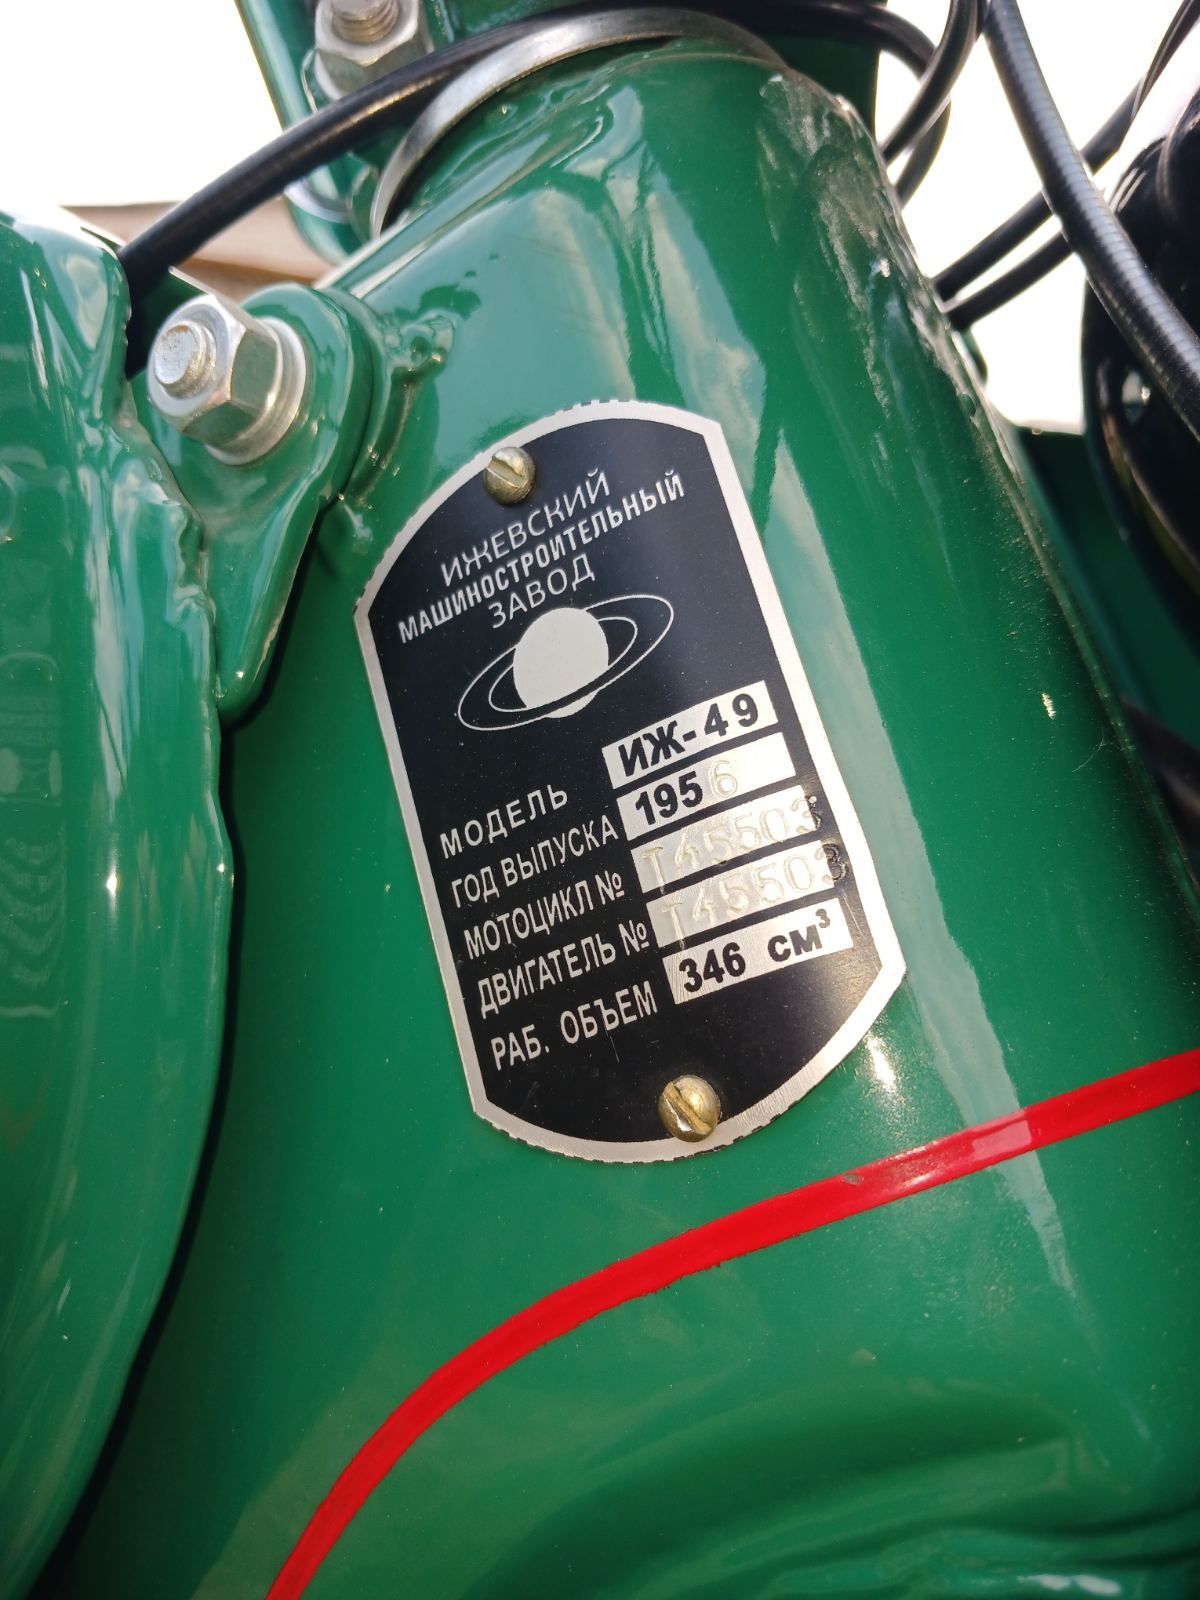 ИЖЕВСКИЙ
МАШИНОСТРОИТЕЛЬНЫЙ
ЗАВОД
МОДЕЛЬ ИЖ-49
ГОД ВЫПУСКА 1956
МОТОЦИКЛ № Т45503
ДВИГАТЕЛЬ № Т45503
РАБ. ОБЪЕМ 346 см³